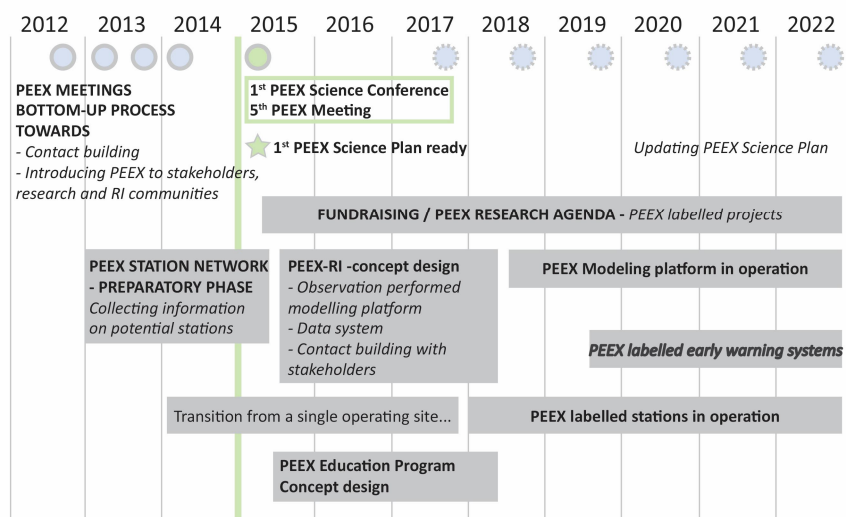 2012 2013 2014 2015 2016 2017 2018 2019 2020 2021 2022
PEEX MEETINGS
BOTTOM-UP PROCESS
TOWARDS
- Contact building
- Introducing PEEX to stakeholders,
research and RI communities
1st PEEX Science Conference
5th PEEX Meeting
1st PEEX Science Plan ready
Updating PEEX Science Plan
FUNDRAISING / PEEX RESEARCH AGENDA - PEEX labelled projects
PEEX STATION NETWORK
- PREPARATORY PHASE
Collecting information
on potential stations
PEEX-RI -concept design
- Observation performed
modelling platform
- Data system
- Contact building with
stakeholders
PEEX Modeling platform in operation
PEEX labelled early warning systems
Transition from a single operating site...
PEEX labelled stations in operation
PEEX Education Program
Concept design